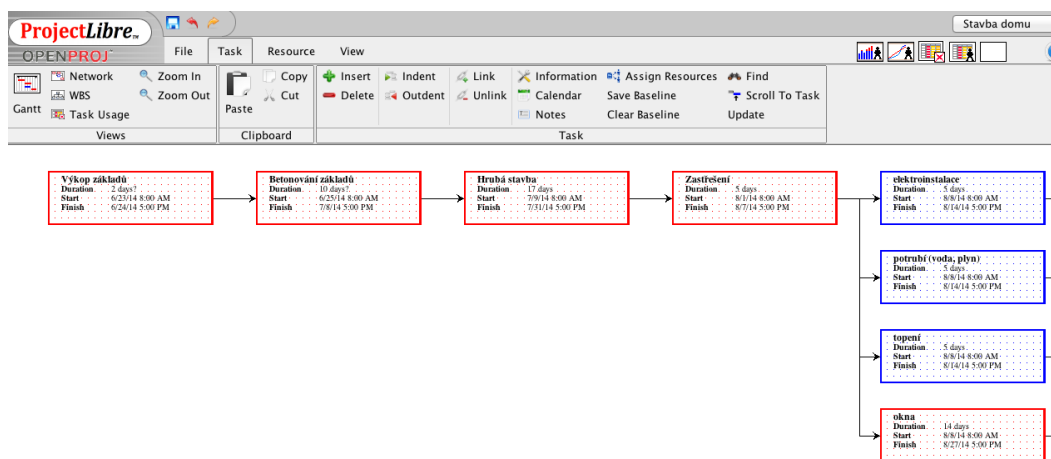 ProjectLibre™
OPENPROJ
Stavba domu
File Task Resource View
Network Zoom In Copy Insert Indent Link Information Assign Resources Find
WBS Zoom Out Cut Delete Outdent Unlink Calendar Save Baseline Scroll To Task
Gantt Task Usage Paste Notes Clear Baseline Update
Views Clipboard Task
Výkop základů
Duration 2 days?
Start 6/23/14 8:00 AM
Finish 6/24/14 5:00 PM
Betonování základů
Duration 10 days?
Start 6/25/14 8:00 AM
Finish 7/8/14 5:00 PM
Hrubá stavba
Duration 17 days
Start 7/9/14 8:00 AM
Finish 7/31/14 5:00 PM
Zastřešení
Duration 5 days
Start 8/1/14 8:00 AM
Finish 8/7/14 5:00 PM
elektroinstalace
Duration 5 days
Start 8/8/14 8:00 AM
Finish 8/14/14 5:00 PM
potrubí (voda, plyn)
Duration 5 days
Start 8/8/14 8:00 AM
Finish 8/14/14 5:00 PM
topení
Duration 5 days
Start 8/8/14 8:00 AM
Finish 8/14/14 5:00 PM
okna
Duration 14 days
Start 8/8/14 8:00 AM
Finish 8/27/14 5:00 PM